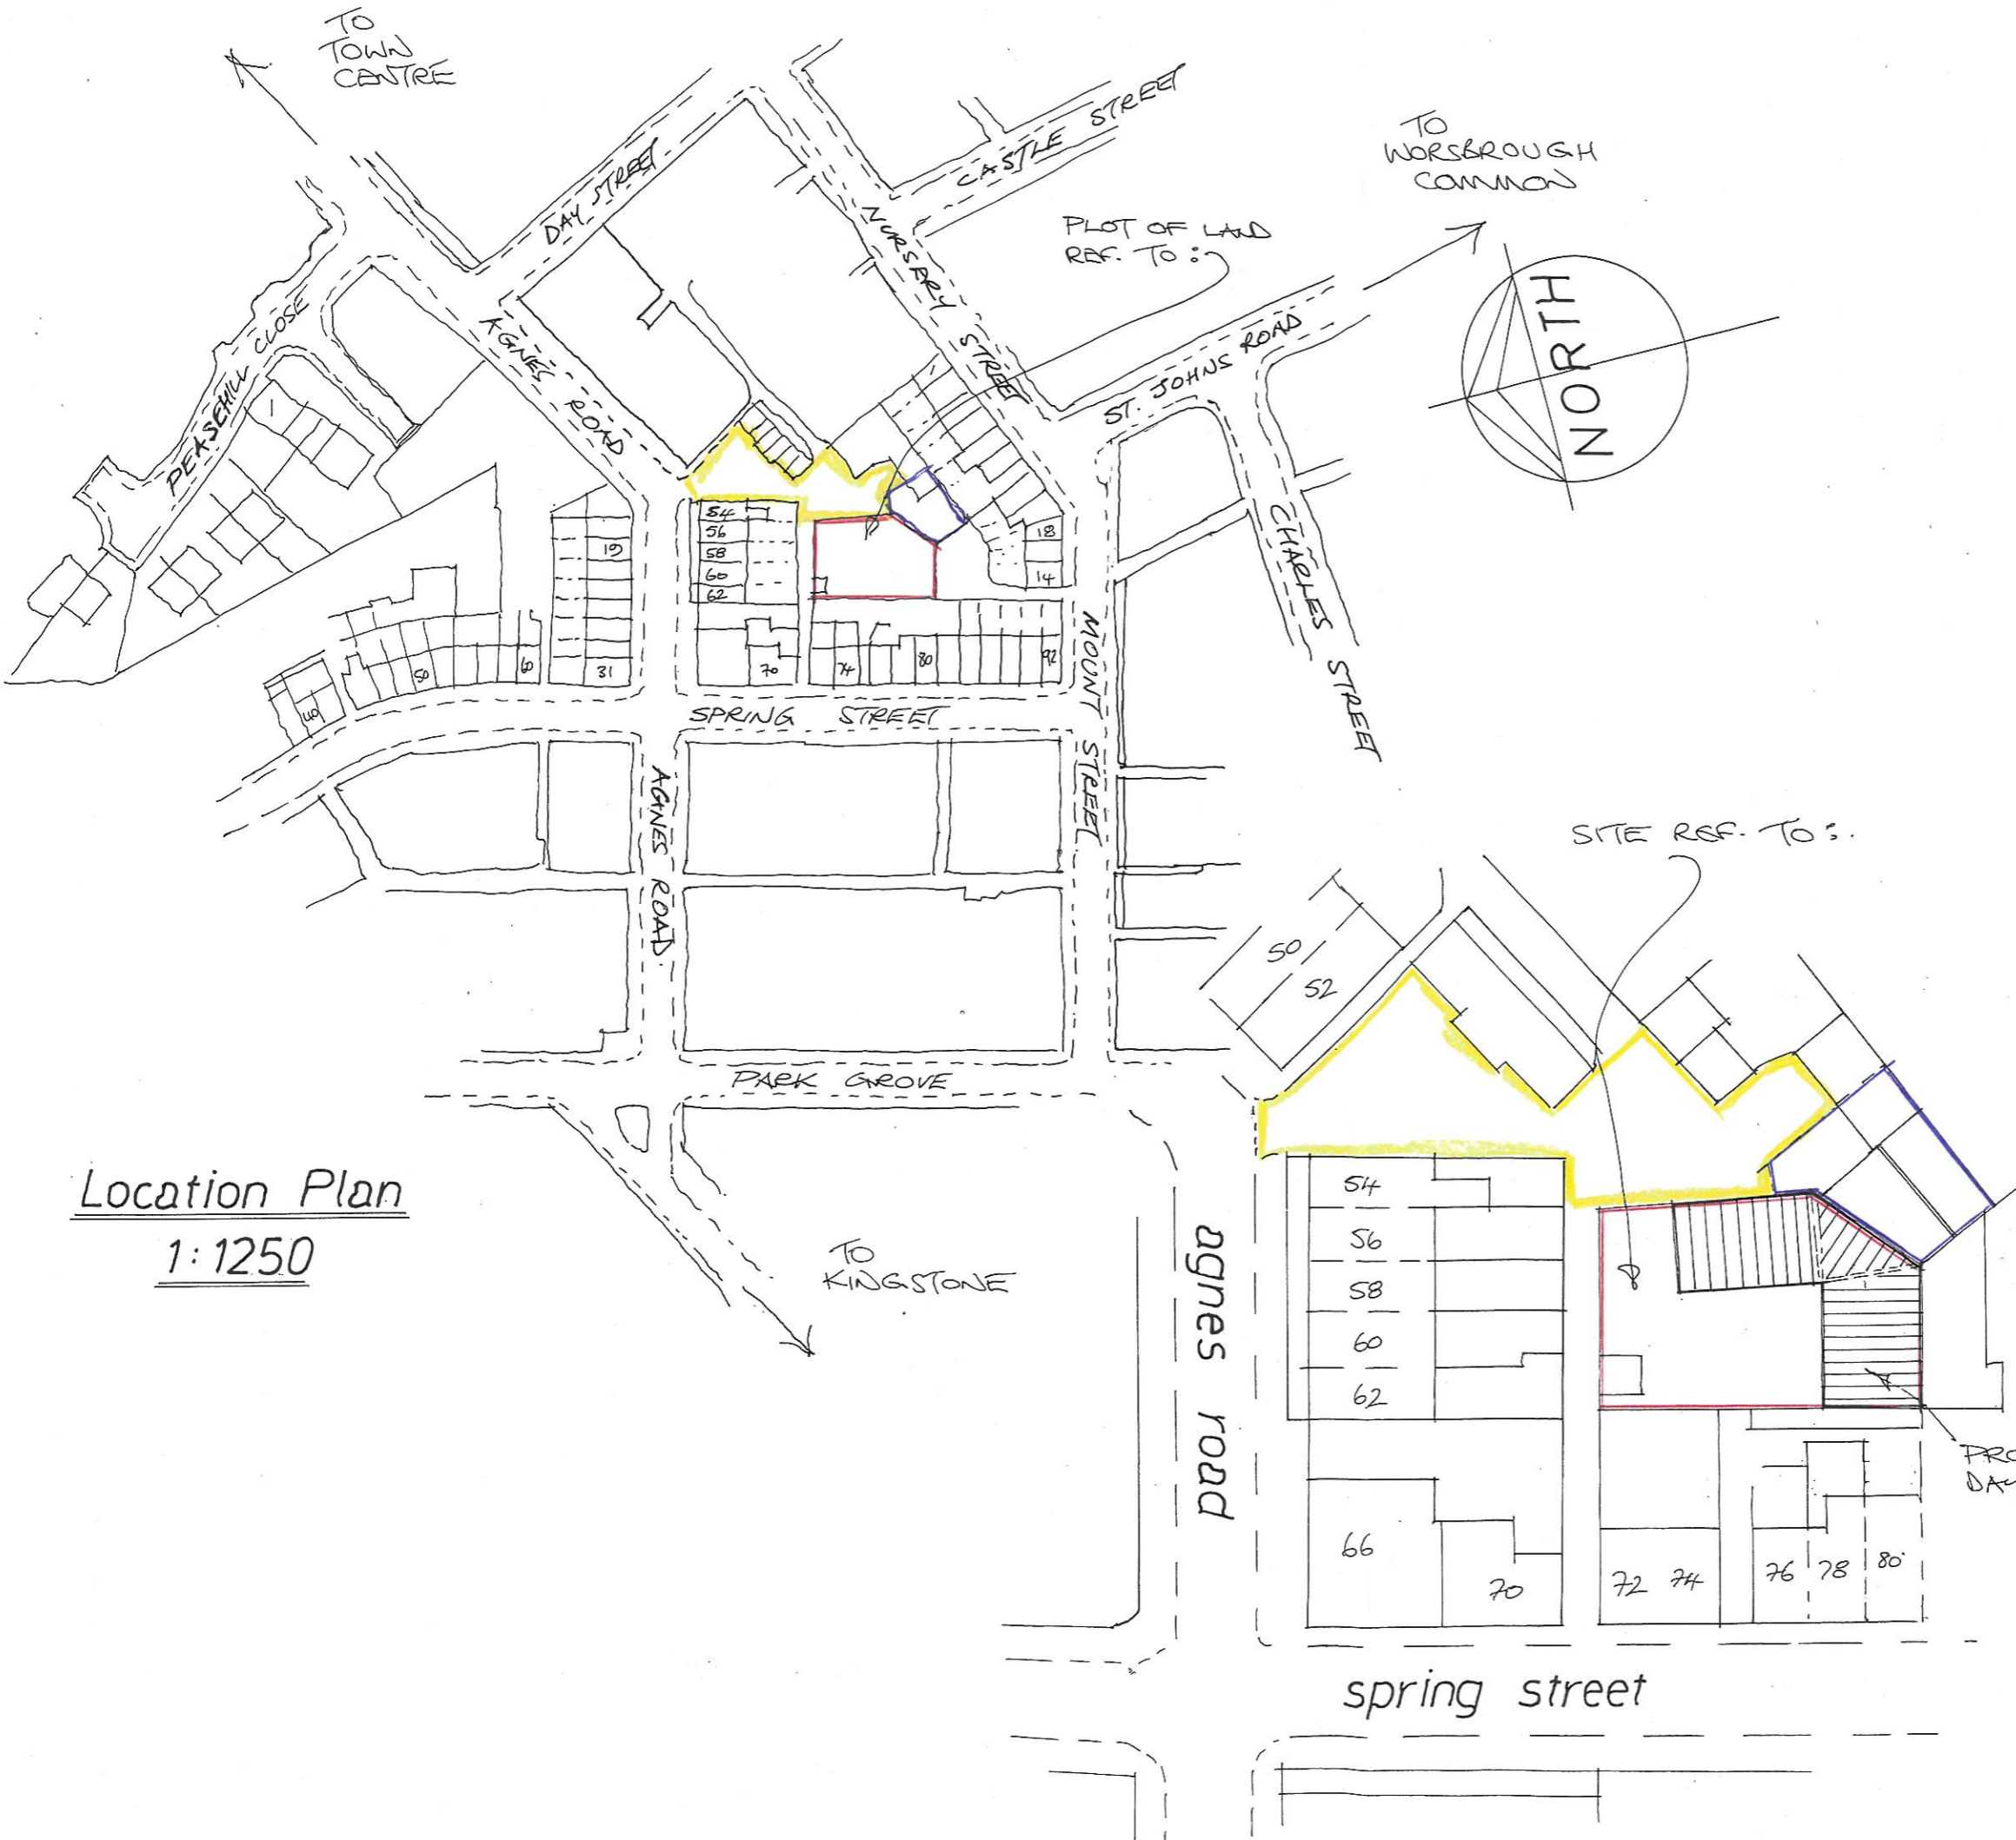 TO
TOWN
CENTRE
DAY STREET
CASTLE STREET
NURSERY STREET
TO
WORSBROUGH
COMMON
PLOT OF LAND
REF. TO :
NORTH
ST. JOHNS ROAD
PEASEHILL CLOSE
AGNES ROAD
CHARLES STREET
1
54
56
58
60
62
19
18
14
40
50
60
31
70
74
80
92
MOUNT STREET
SPRING STREET
AGNES ROAD
PARK GROVE
Location Plan
1:1250
TO
KINGSTONE
SITE REF. TO :
50
52
54
56
58
60
62
66
70
72 74
76 78 80
agnes road
spring street